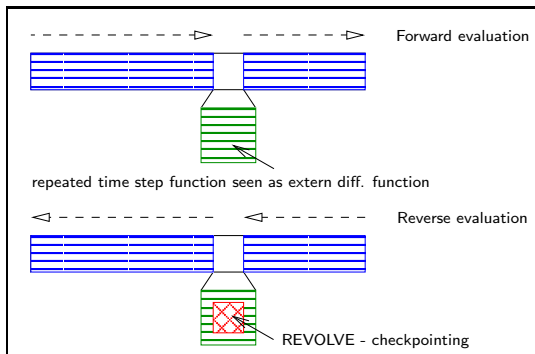 Forward evaluation
repeated time step function seen as extern diff. function
Reverse evaluation
REVOLVE - checkpointing